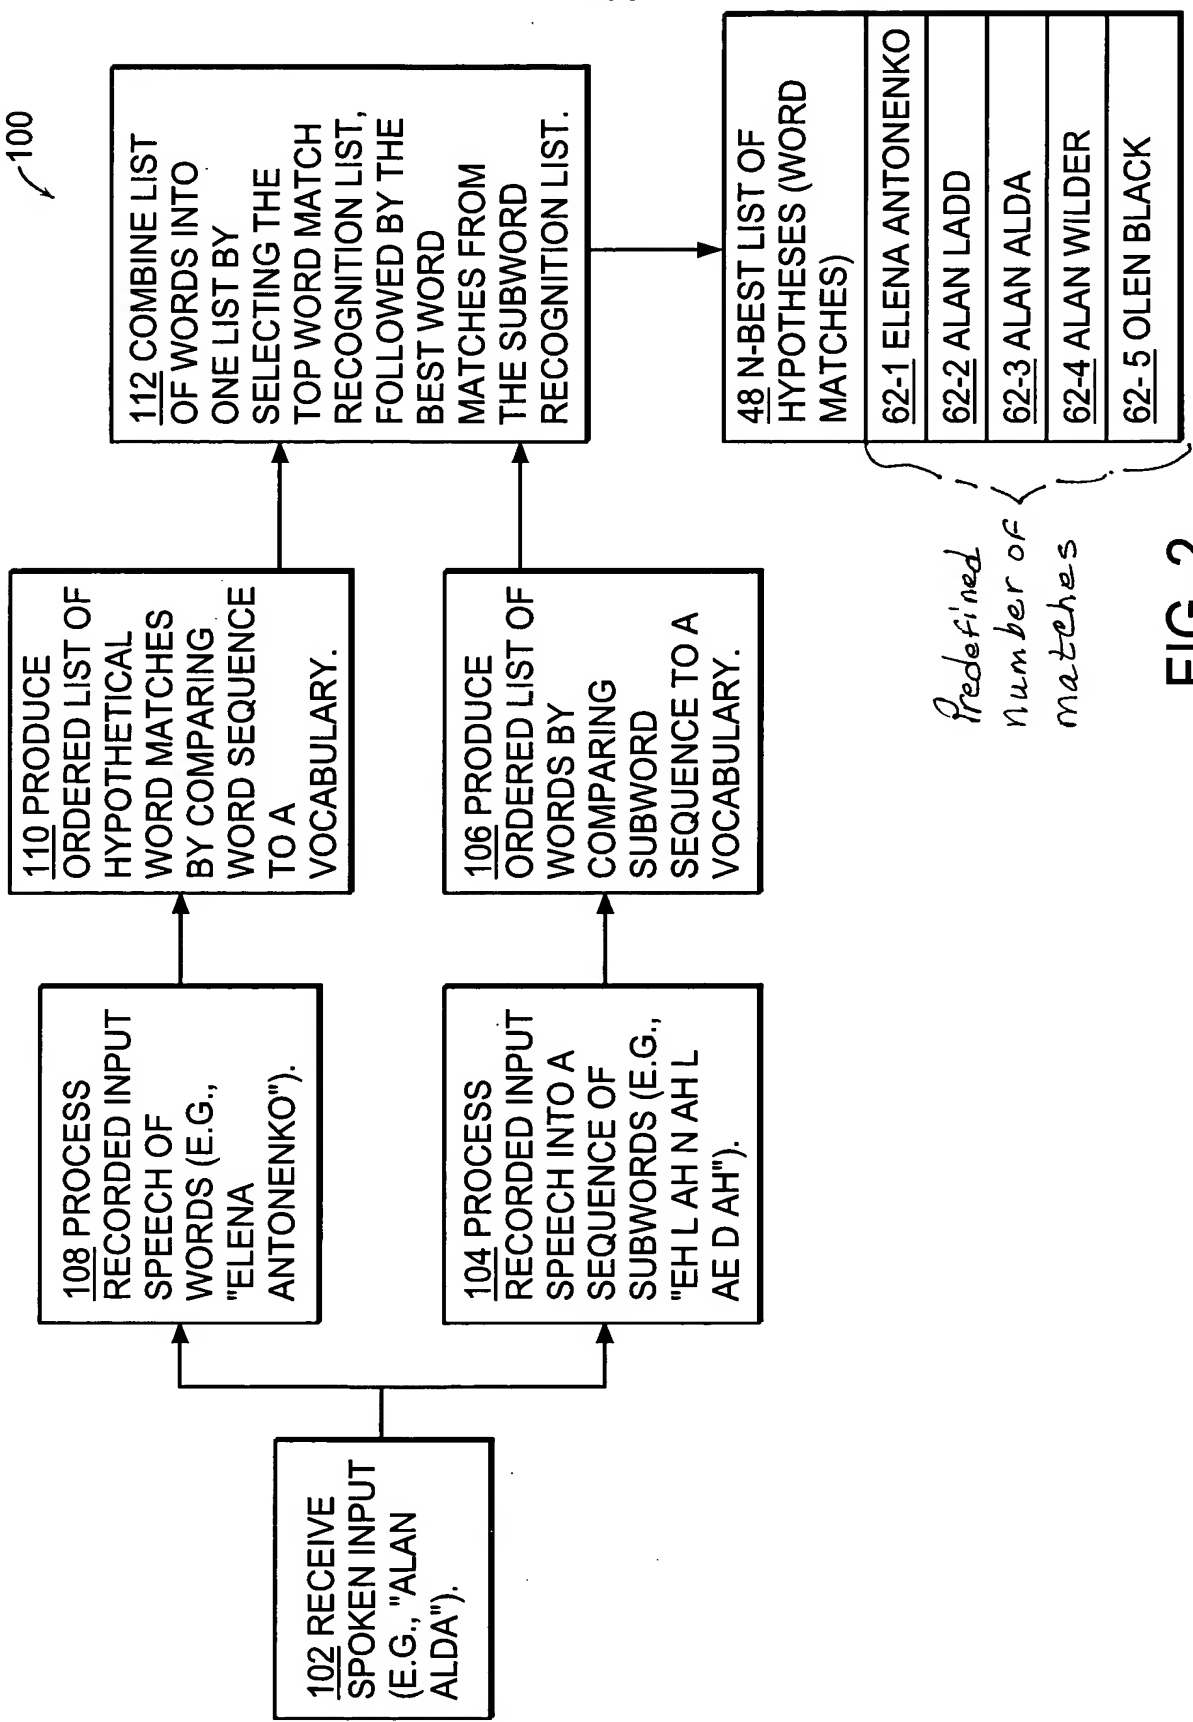 100
102 RECEIVE
SPOKEN INPUT
(E.G., "ALAN
ALDA").
108 PROCESS
RECORDED INPUT
SPEECH OF
WORDS (E.G.,
"ELENA
ANTONENKO").
110 PRODUCE
ORDERED LIST OF
HYPOTHETICAL
WORD MATCHES
BY COMPARING
WORD SEQUENCE
TO A
VOCABULARY.
104 PROCESS
RECORDED INPUT
SPEECH INTO A
SEQUENCE OF
SUBWORDS (E.G.,
"EH L AH N AH L
AE D AH").
106 PRODUCE
ORDERED LIST OF
WORDS BY
COMPARING
SUBWORD
SEQUENCE TO A
VOCABULARY.
112 COMBINE LIST
OF WORDS INTO
ONE LIST BY
SELECTING THE
TOP WORD MATCH
RECOGNITION LIST,
FOLLOWED BY THE
BEST WORD
MATCHES FROM
THE SUBWORD
RECOGNITION LIST.
48 N-BEST LIST OF
HYPOTHESES (WORD
MATCHES)
62-1 ELENA ANTONENKO
62-2 ALAN LADD
62-3 ALAN ALDA
62-4 ALAN WILDER
62- 5 OLEN BLACK
Predefined
number of
matches
FIG. 2